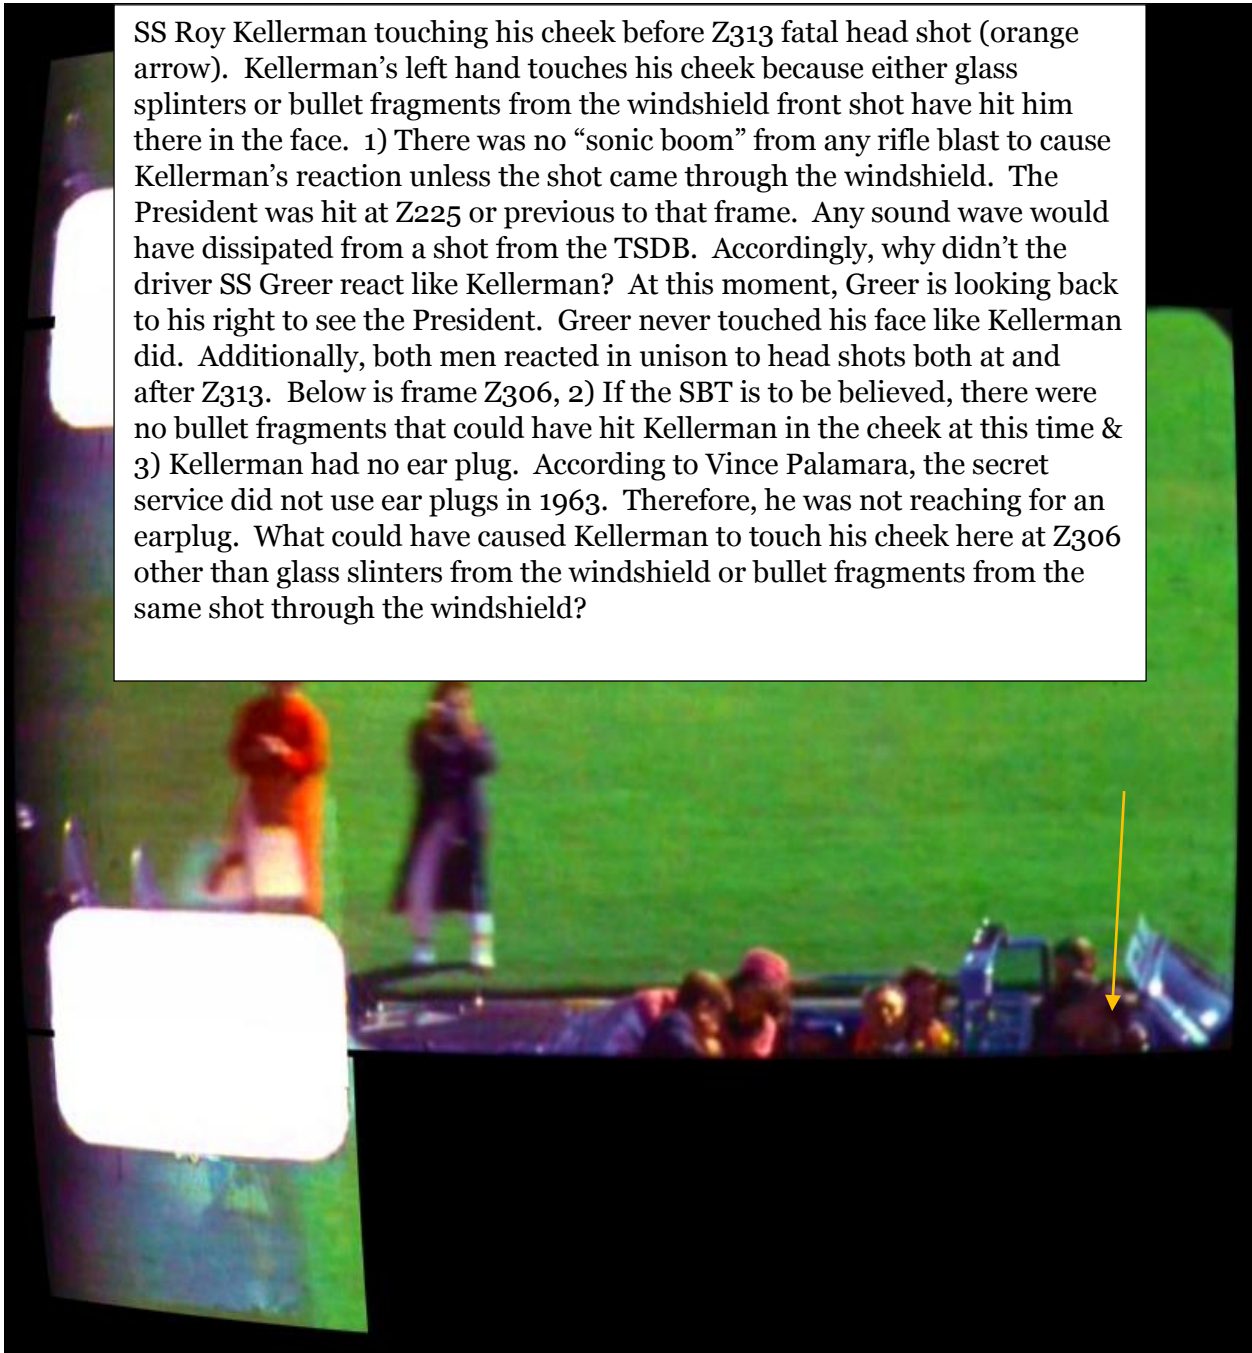 SS Roy Kellerman touching his cheek before Z313 fatal head shot (orange
arrow).  Kellerman’s left hand touches his cheek because either glass
splinters or bullet fragments from the windshield front shot have hit him
there in the face.  1) There was no “sonic boom” from any rifle blast to cause
Kellerman’s reaction unless the shot came through the windshield.  The
President was hit at Z225 or previous to that frame.  Any sound wave would
have dissipated from a shot from the TSDB.  Accordingly, why didn’t the
driver SS Greer react like Kellerman?  At this moment, Greer is looking back
to his right to see the President.  Greer never touched his face like Kellerman
did.  Additionally, both men reacted in unison to head shots both at and
after Z313.  Below is frame Z306, 2) If the SBT is to be believed, there were
no bullet fragments that could have hit Kellerman in the cheek at this time &
3) Kellerman had no ear plug.  According to Vince Palamara, the secret
service did not use ear plugs in 1963.  Therefore, he was not reaching for an
earplug.  What could have caused Kellerman to touch his cheek here at Z306
other than glass slinters from the windshield or bullet fragments from the
same shot through the windshield?